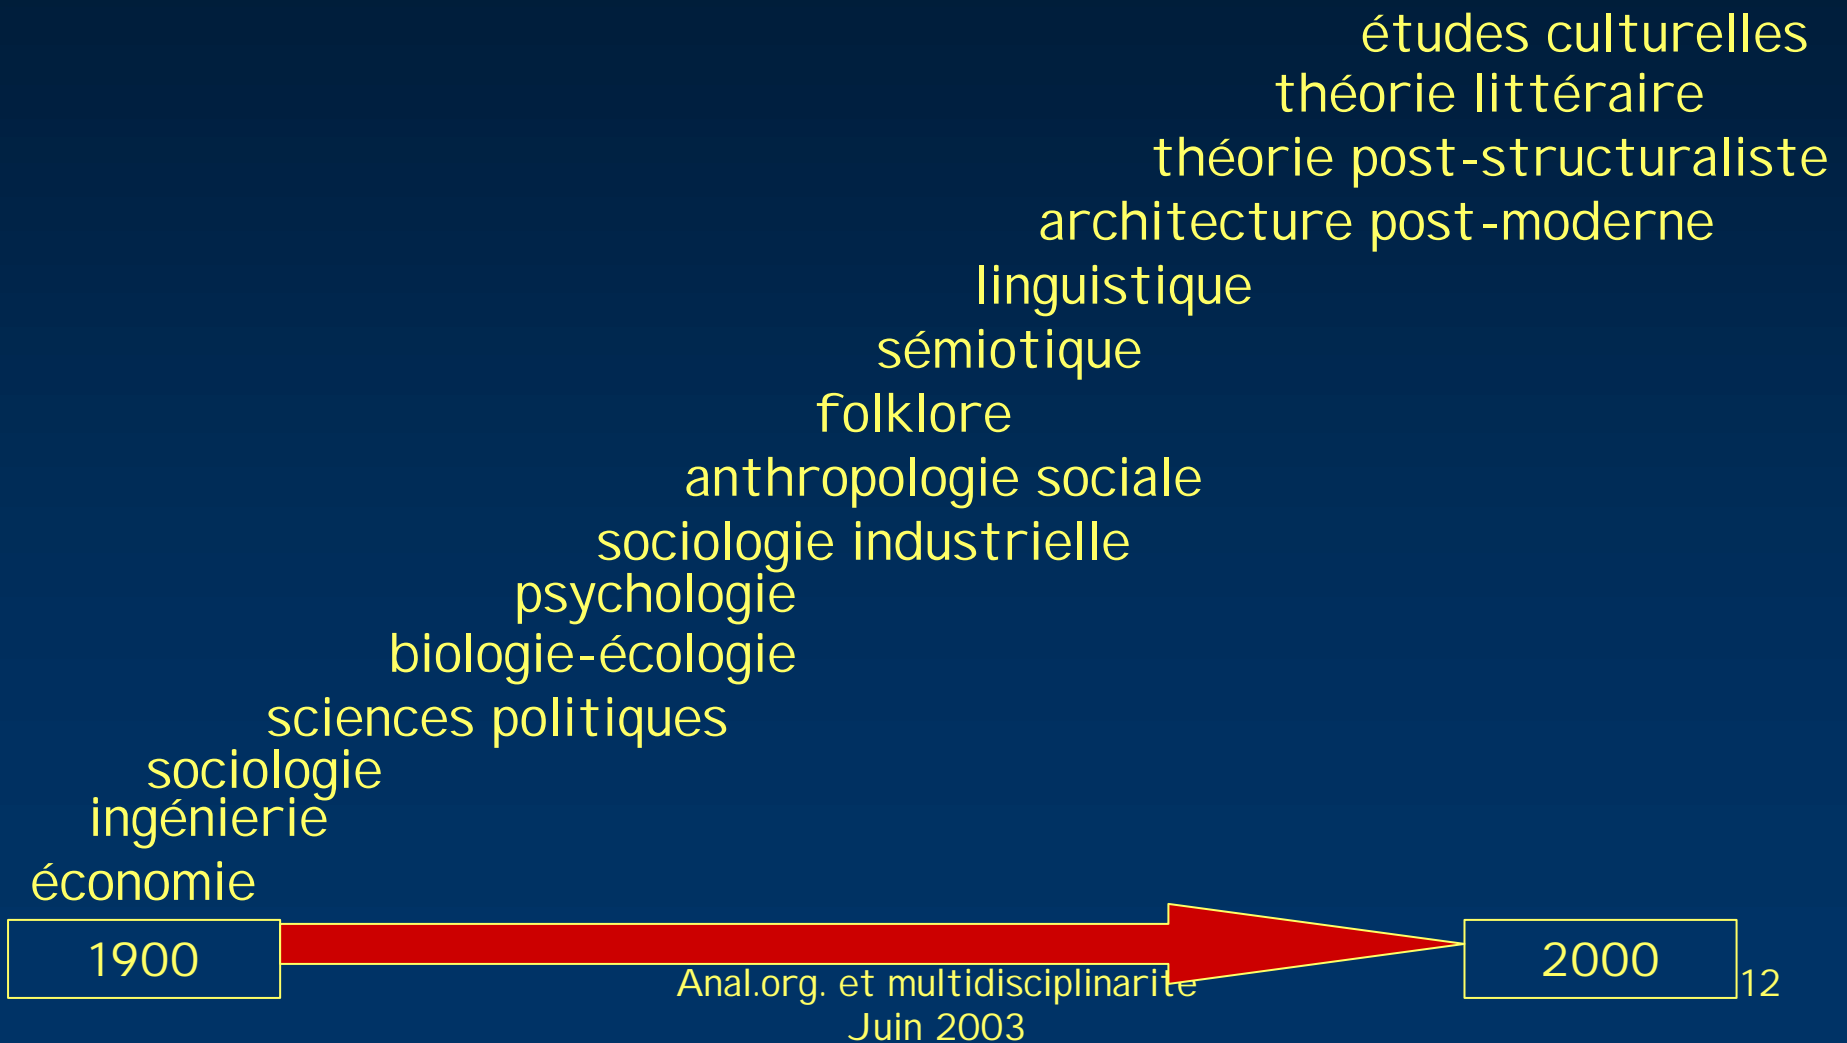 études culturelles
théorie littéraire
théorie post-structuraliste
architecture post-moderne
linguistique
sémiotique
folklore
anthropologie sociale
sociologie industrielle
psychologie
biologie-écologie
sciences politiques
sociologie
ingénierie
économie
1900
2000
Anal.org. et multidisciplinarité
Juin 2003
12